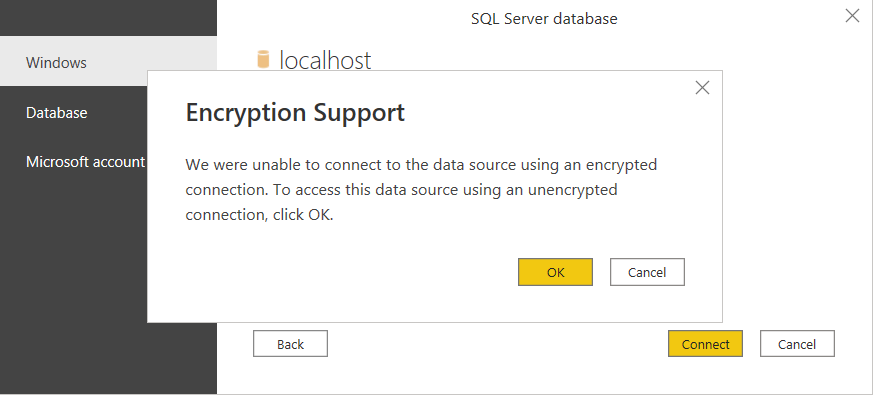 SQL Server database
Windows
localhost
Database
Microsoft account
Encryption Support
We were unable to connect to the data source using an encrypted
connection. To access this data source using an unencrypted
connection, click OK.
OK
Cancel
Back
Connect
Cancel